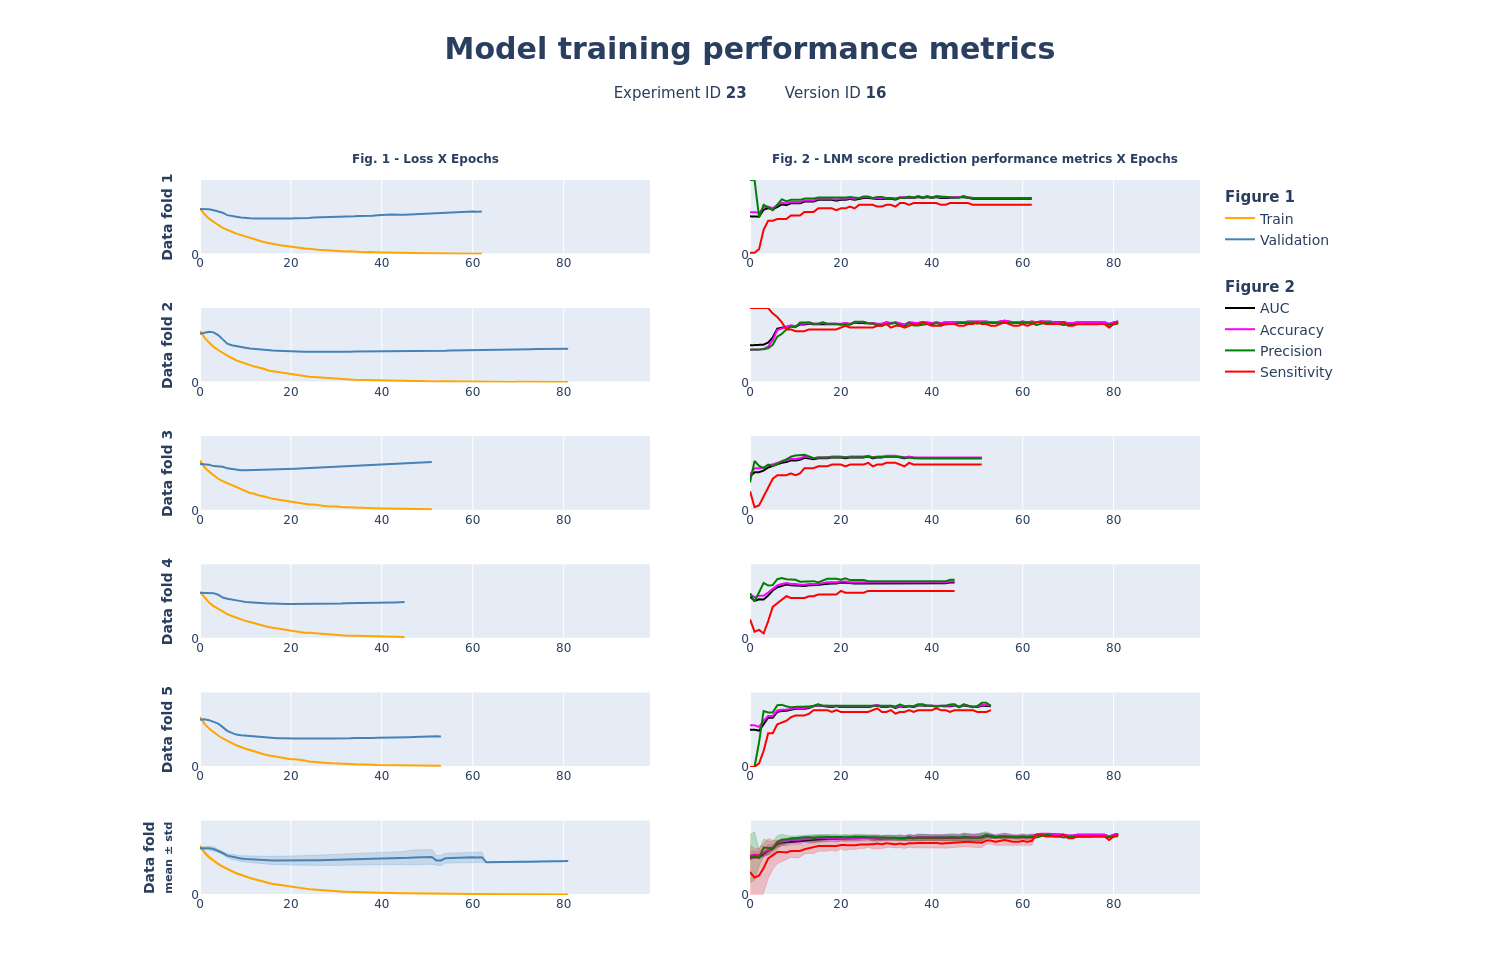 Model training performance metrics
Experiment ID 23 Version ID 16
Fig. 1 - Loss X Epochs
Fig. 2 - LNM score prediction performance metrics X Epochs
Data fold 1
0
0 20 40 60 80
0
0 20 40 60 80
Figure 1
Train
Validation
Figure 2
AUC
Accuracy
Precision
Sensitivity
Data fold 2
0
0 20 40 60 80
0
0 20 40 60 80
Data fold 3
0
0 20 40 60 80
0
0 20 40 60 80
Data fold 4
0
0 20 40 60 80
0
0 20 40 60 80
Data fold 5
0
0 20 40 60 80
0
0 20 40 60 80
Data fold
mean ± std
0
0 20 40 60 80
0
0 20 40 60 80